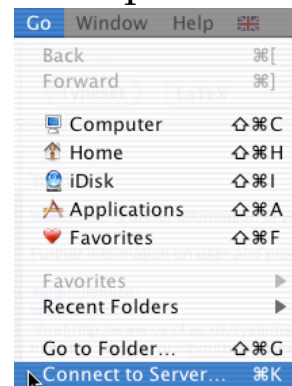 Go Window Help
Back ⌘[
Forward ⌘]
Computer ⇧⌘C
Home ⇧⌘H
iDisk ⇧⌘I
Applications ⇧⌘A
Favorites ⇧⌘F
Favorites
Recent Folders
Go to Folder... ⇧⌘G
Connect to Server... ⌘K